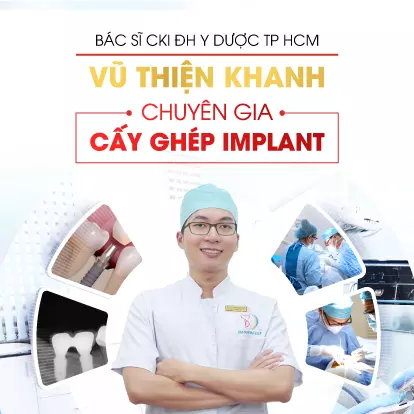 BÁC SĨ CKI ĐH Y DƯỢC TP HCM
VŨ THIỆN KHANH
CHUYÊN GIA
CẤY GHÉP IMPLANT